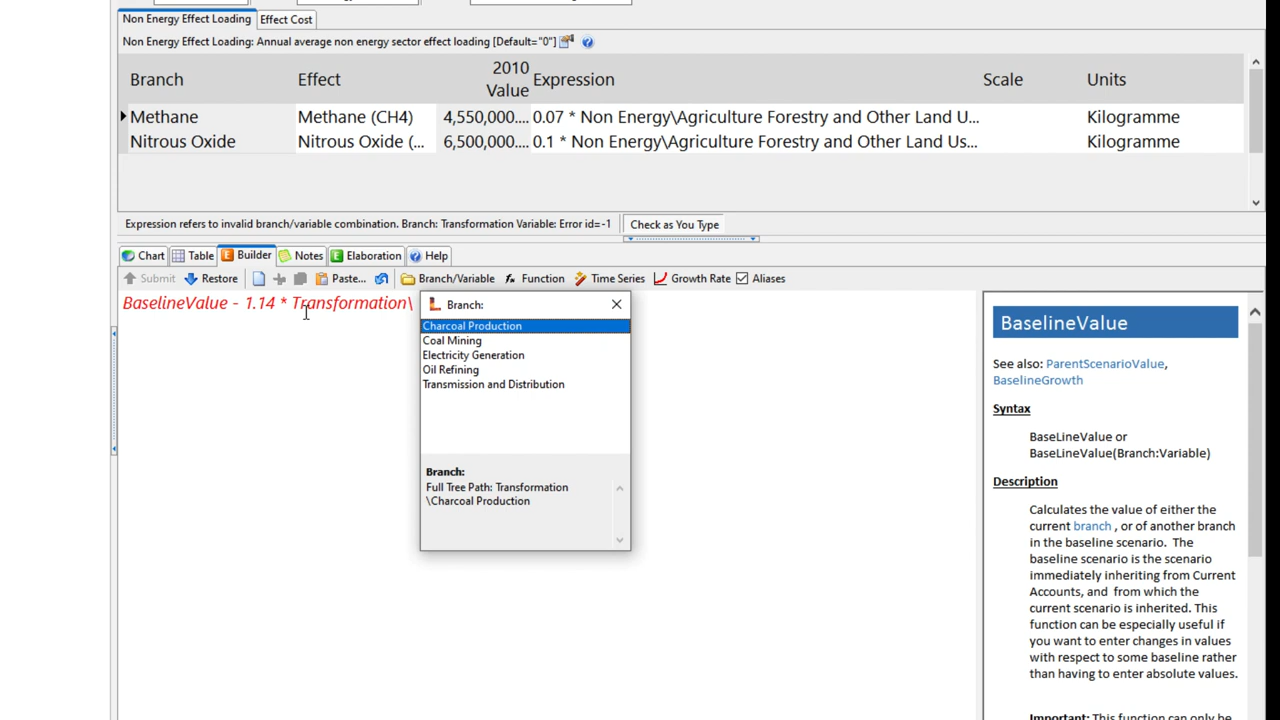 Non Energy Effect Loading Effect Cost
Non Energy Effect Loading: Annual average non energy sector effect loading [Default="0"]
Branch Effect 2010 Value Expression Scale Units
Methane Methane (CH4) 4,550,000.... 0.07 * Non Energy\Agriculture Forestry and Other Land U... Kilogramme
Nitrous Oxide Nitrous Oxide (... 6,500,000.... 0.1 * Non Energy\Agriculture Forestry and Other Land Us... Kilogramme
Expression refers to invalid branch/variable combination. Branch: Transformation Variable: Error id=-1 Check as You Type
Chart Table Builder Notes Elaboration Help
Submit Restore Paste... Branch/Variable Function Time Series Growth Rate Aliases
BaselineValue - 1.14 * Transformation\
Branch:
Charcoal Production
Coal Mining
Electricity Generation
Oil Refining
Transmission and Distribution
Branch:
Full Tree Path: Transformation
\Charcoal Production
BaselineValue
See also: ParentScenarioValue,
BaselineGrowth
Syntax
BaseLineValue or
BaseLineValue(Branch:Variable)
Description
Calculates the value of either the
current branch , or of another branch
in the baseline scenario. The
baseline scenario is the scenario
immediately inheriting from Current
Accounts, and from which the
current scenario is inherited. This
function can be especially useful if
you want to enter changes in values
with respect to some baseline rather
than having to enter absolute values.
Important: This function can only be